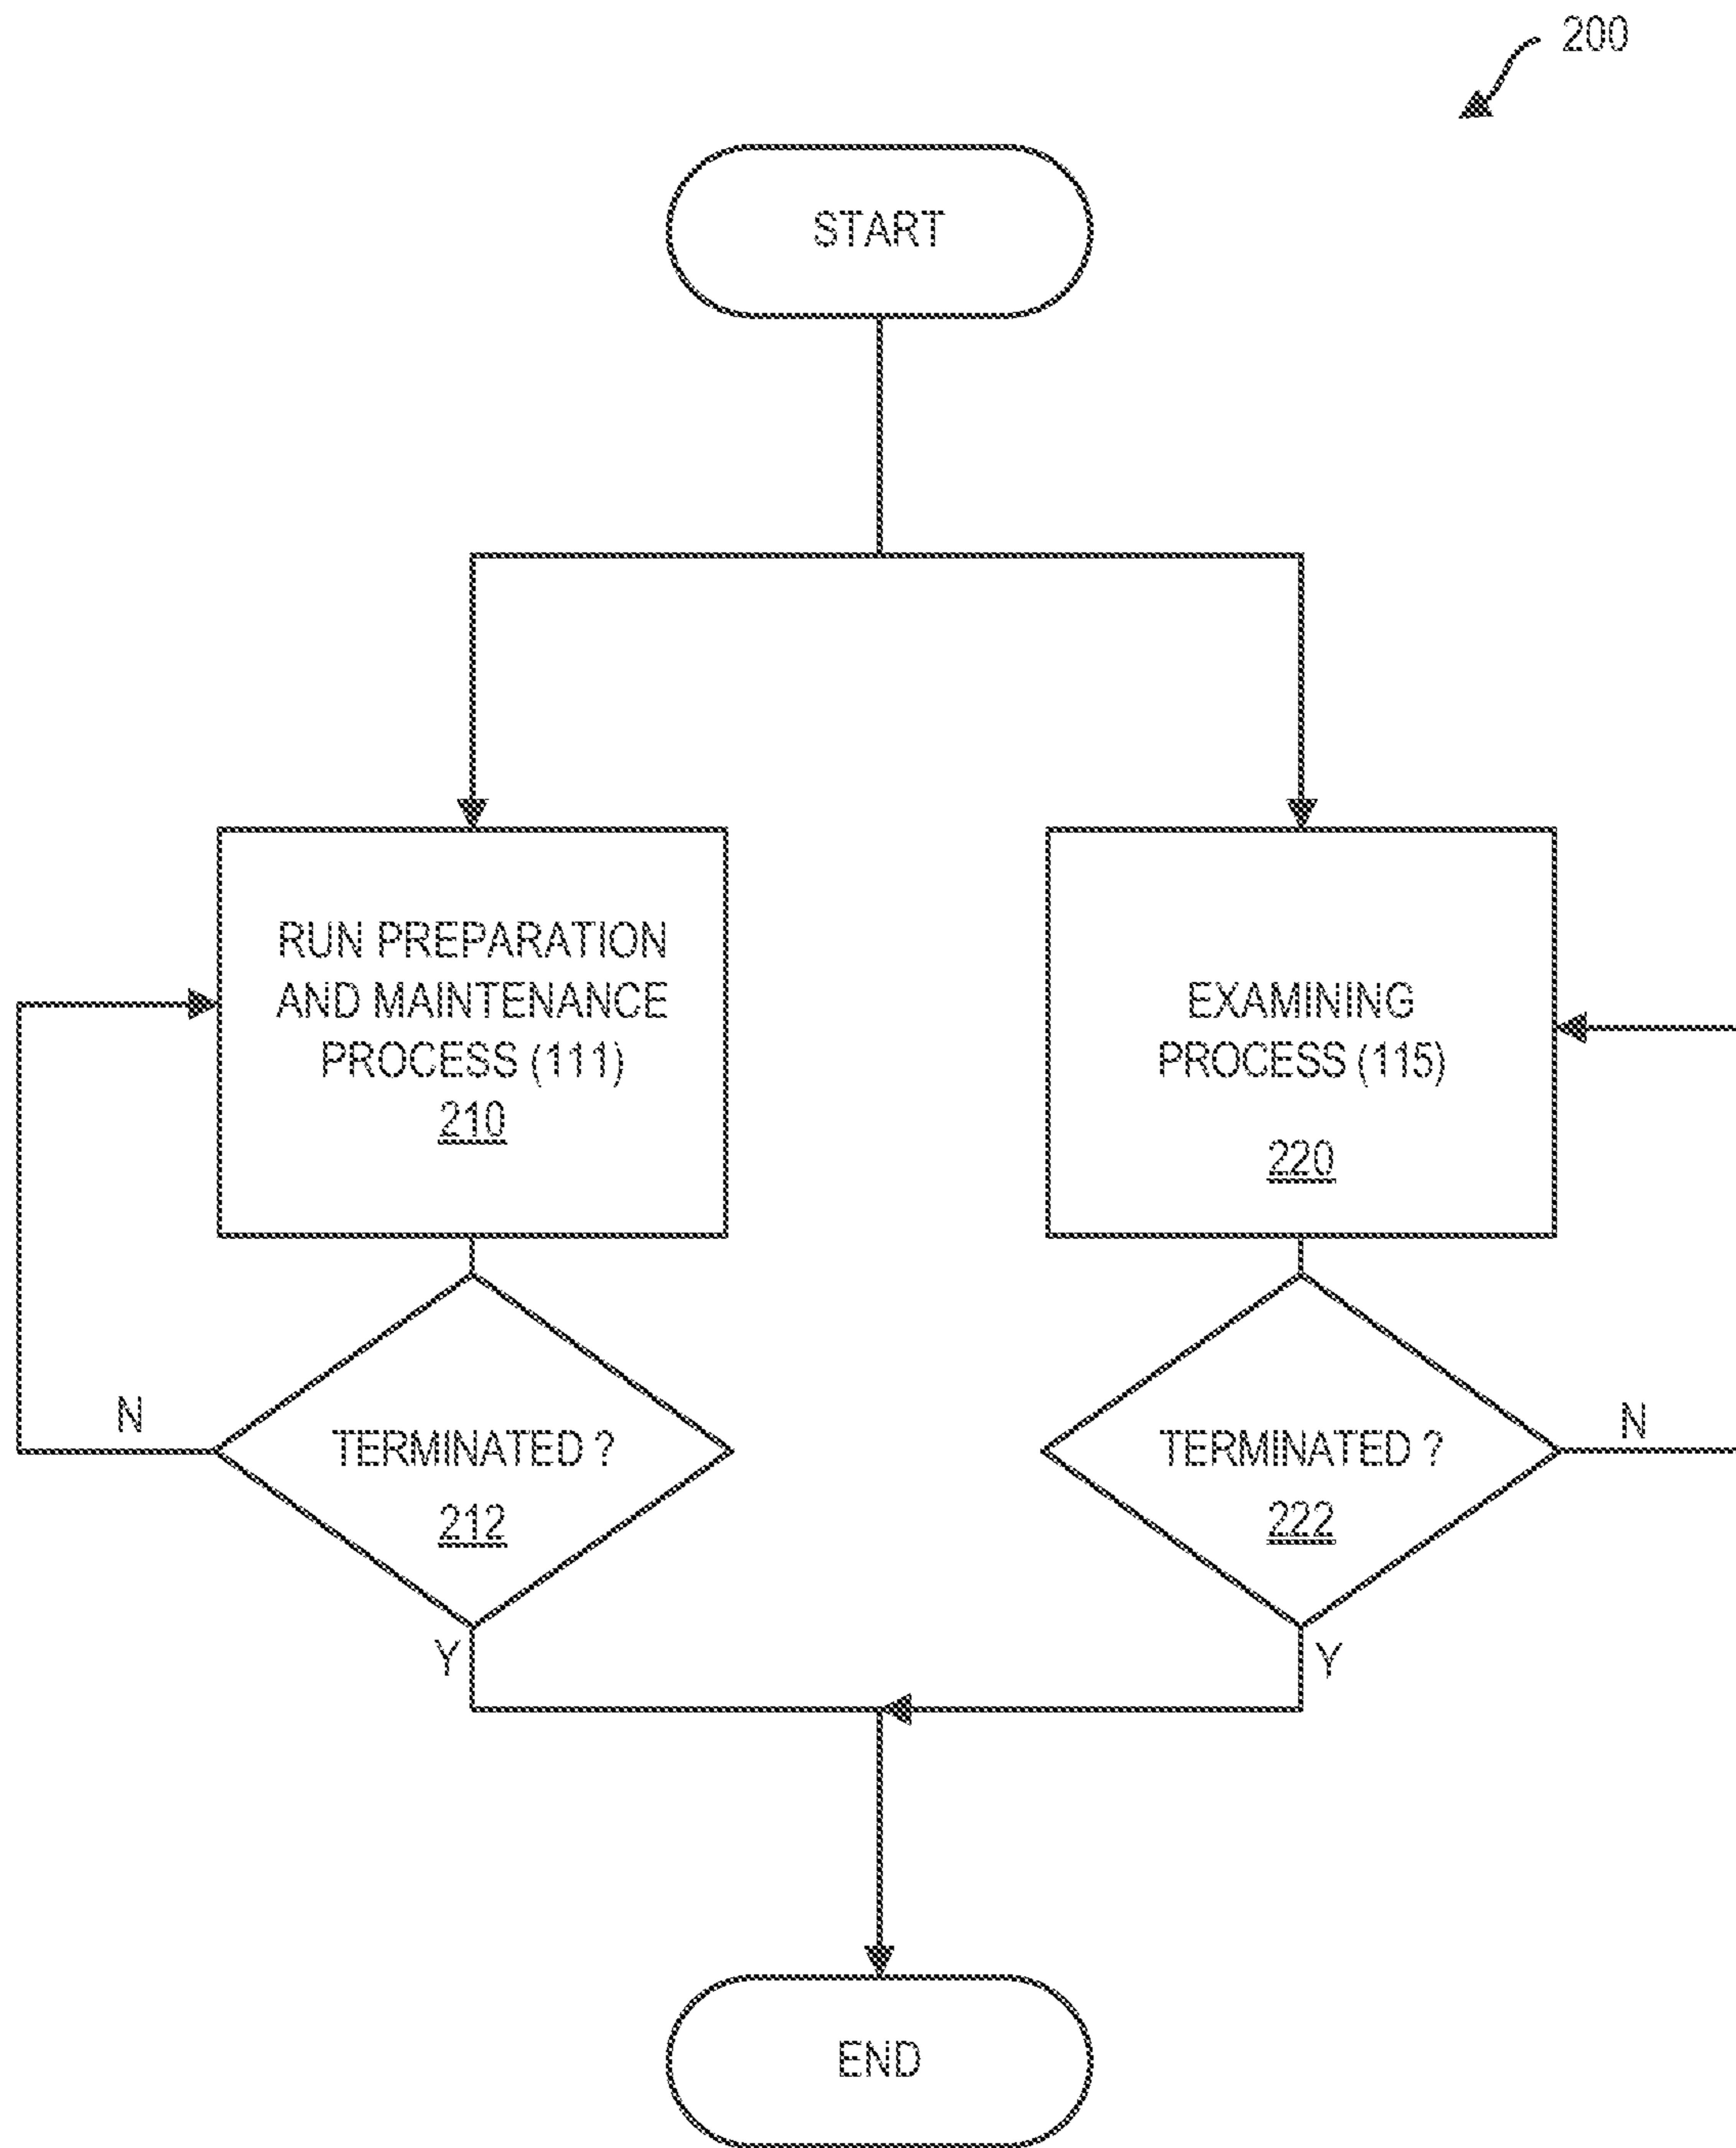 200
START
RUN PREPARATION
AND MAINTENANCE
PROCESS (111)
210
EXAMINING
PROCESS (115)
220
N
TERMINATED ?
212
Y
TERMINATED ?
222
N
Y
END